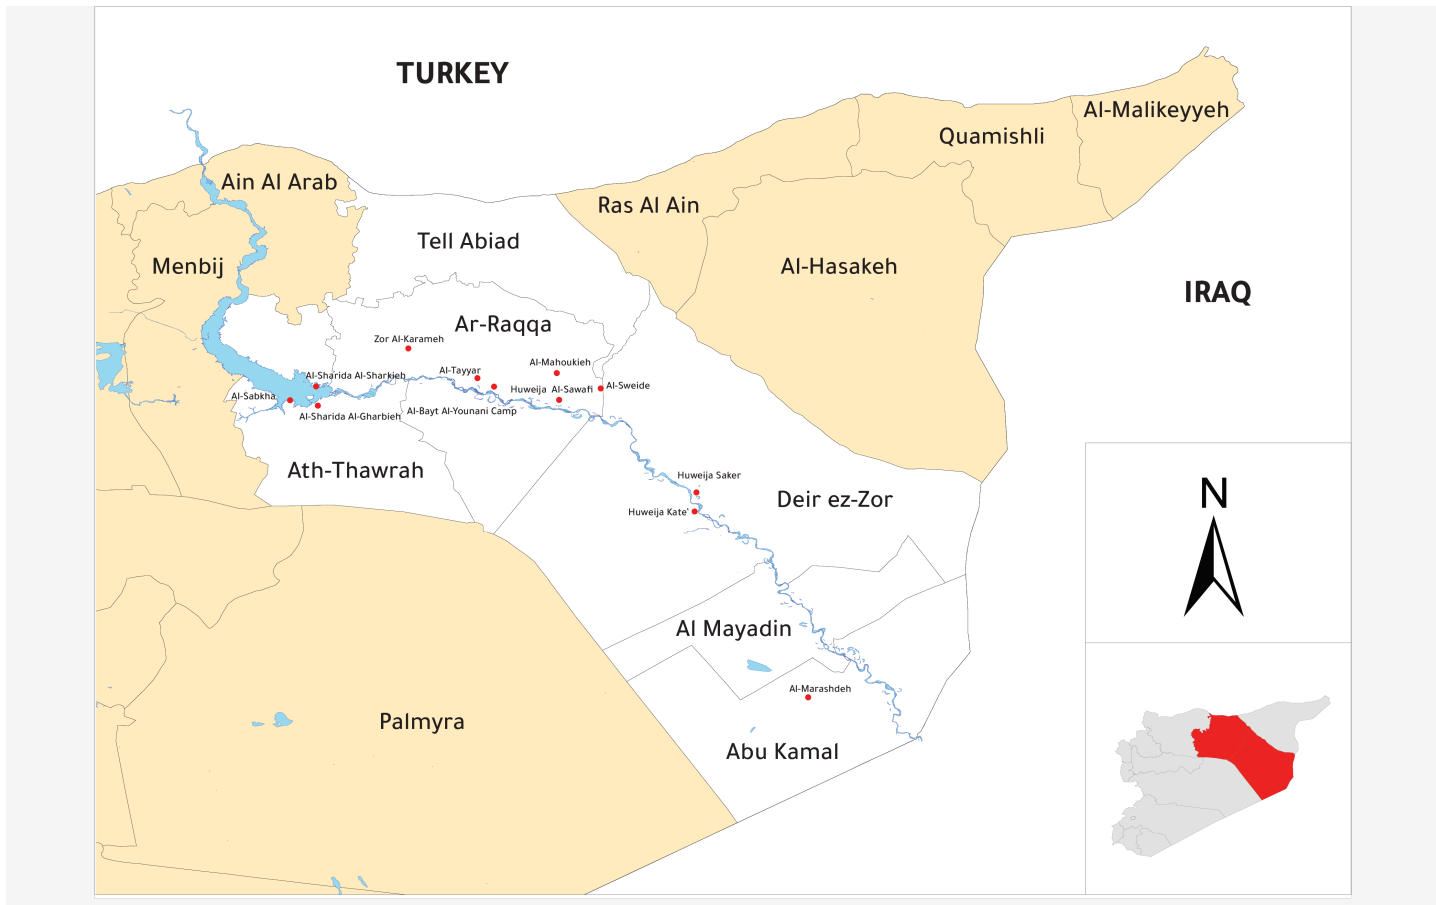 TURKEY
Al-Malikeyyeh
Quamishli
Ain Al Arab
Ras Al Ain
Tell Abiad
Menbij
Al-Hasakeh
IRAQ
Ar-Raqqa
Zor Al-Karameh
Al-Mahoukieh
Al-Tayyar
Al-Sharida Al-Sharkieh
Al-Sweide
Huweija Al-Sawafi
Al-Sabkha
Al-Bayt Al-Younani Camp
Al-Sharida Al-Gharbieh
Ath-Thawrah
Huweija Saker
Deir ez-Zor
N
Huweija Kate'
Al Mayadin
Al-Marashdeh
Palmyra
Abu Kamal